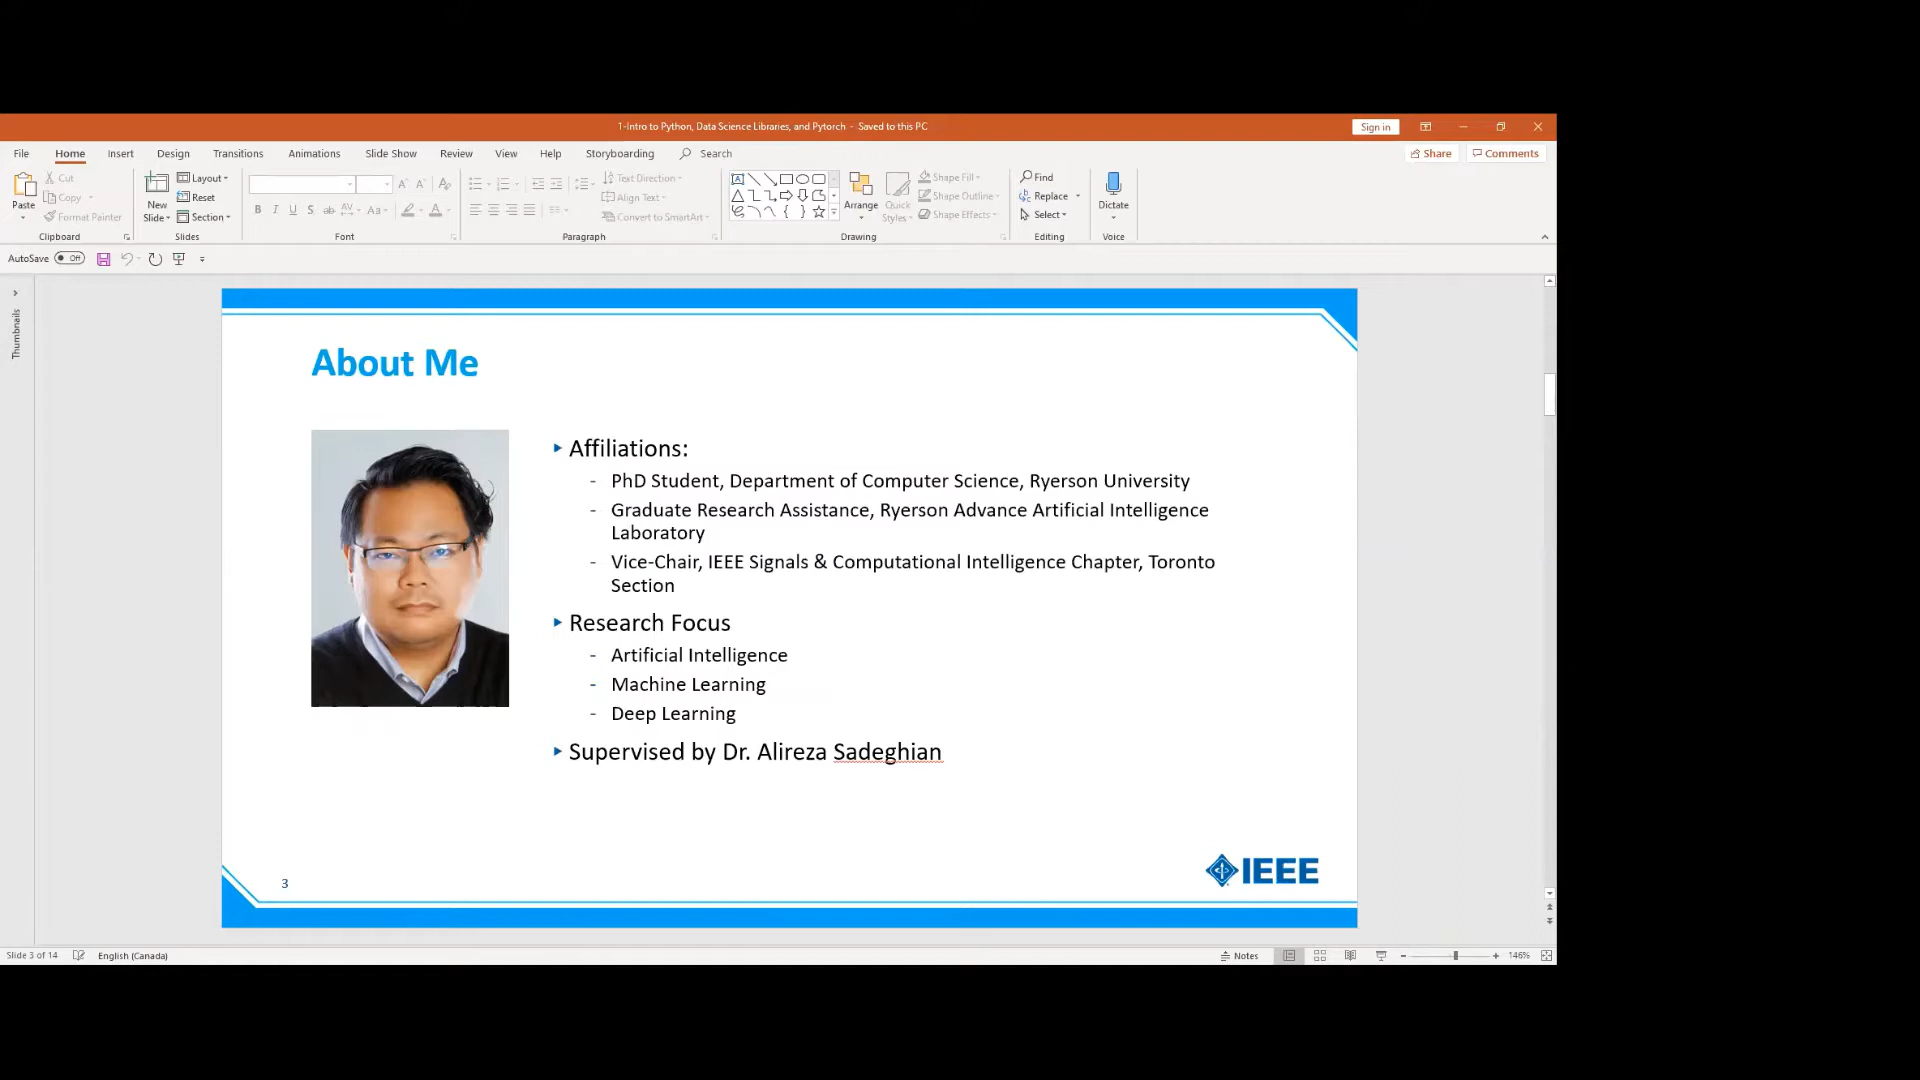 1-Intro to Python, Data Science Libraries, and Pytorch - Saved to this PC
Sign in
File Home Insert Design Transitions Animations Slide Show Review View Help Storyboarding Search
Share Comments
Paste
Cut
Copy
Format Painter
Clipboard
New
Slide
Layout
Reset
Section
Slides
B I U S ab AV Aa A
Font
Text Direction
Align Text
Convert to SmartArt
Paragraph
Arrange
Quick
Styles
Shape Fill
Shape Outline
Shape Effects
Drawing
Find
Replace
Select
Editing
Dictate
Voice
AutoSave Off
Thumbnails
About Me
Affiliations:
- PhD Student, Department of Computer Science, Ryerson University
- Graduate Research Assistance, Ryerson Advance Artificial Intelligence
Laboratory
- Vice-Chair, IEEE Signals & Computational Intelligence Chapter, Toronto
Section
Research Focus
- Artificial Intelligence
- Machine Learning
- Deep Learning
Supervised by Dr. Alireza Sadeghian
3
IEEE
Slide 3 of 14 English (Canada)
Notes
146%